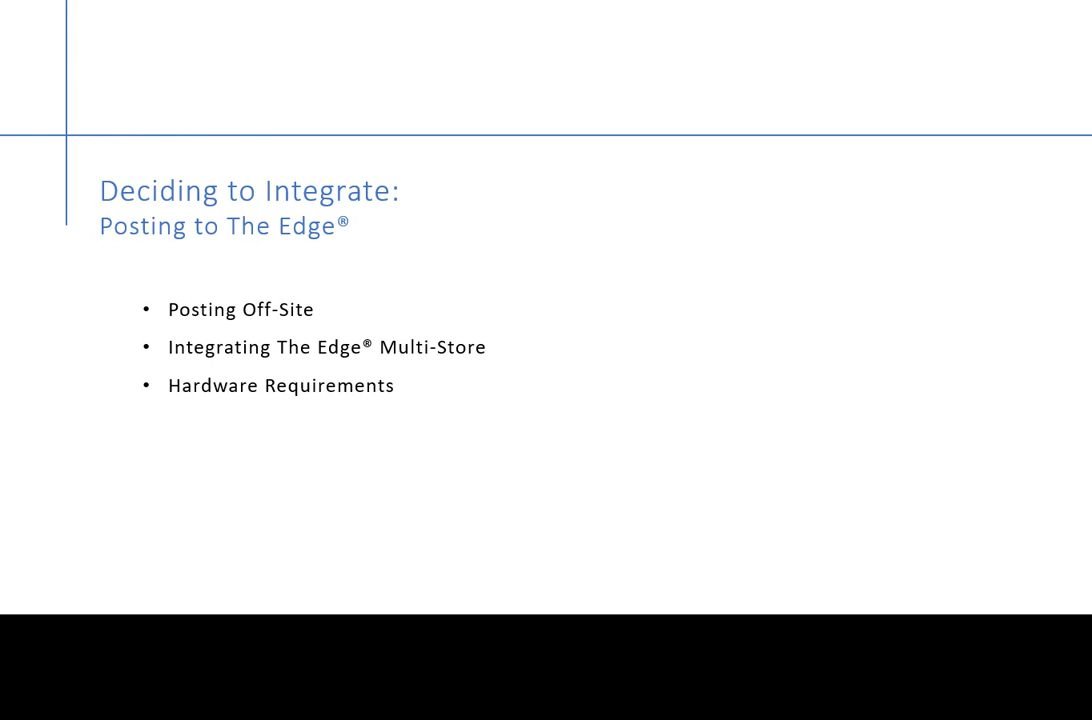 Deciding to Integrate:
Posting to The Edge®
• Posting Off-Site
• Integrating The Edge® Multi-Store
• Hardware Requirements